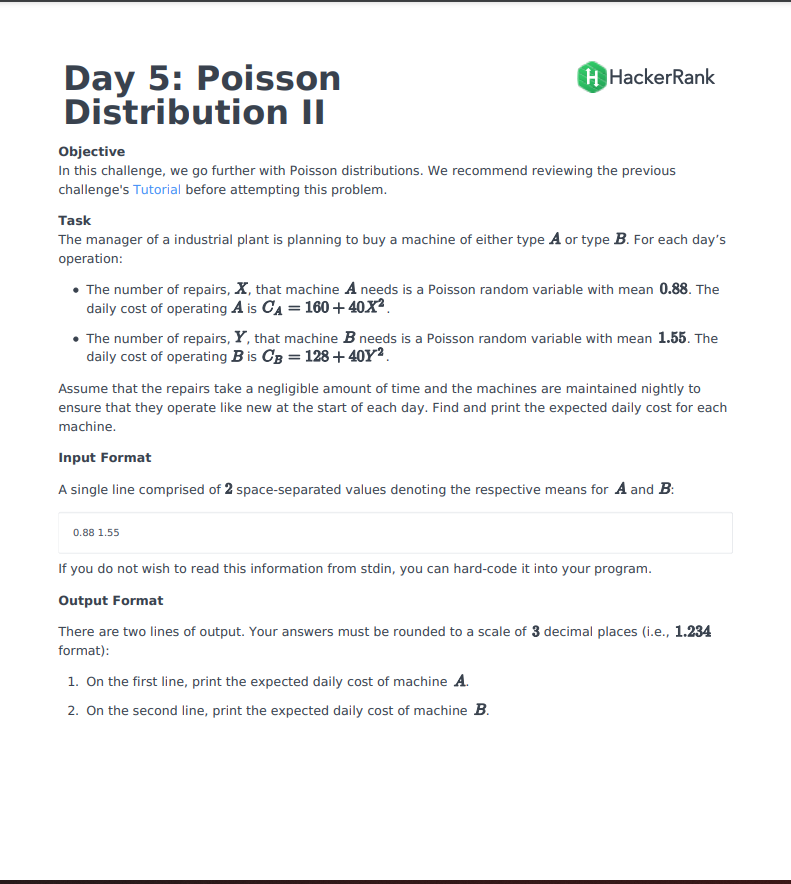 Day 5: Poisson
Distribution II
HackerRank
Objective
In this challenge, we go further with Poisson distributions. We recommend reviewing the previous
challenge's Tutorial before attempting this problem.
Task
The manager of a industrial plant is planning to buy a machine of either type A or type B. For each day's
operation:
• The number of repairs, X, that machine A needs is a Poisson random variable with mean 0.88. The
daily cost of operating A is C_A = 160 + 40X².
• The number of repairs, Y, that machine B needs is a Poisson random variable with mean 1.55. The
daily cost of operating B is C_B = 128 + 40Y².
Assume that the repairs take a negligible amount of time and the machines are maintained nightly to
ensure that they operate like new at the start of each day. Find and print the expected daily cost for each
machine.
Input Format
A single line comprised of 2 space-separated values denoting the respective means for A and B:
0.88 1.55
If you do not wish to read this information from stdin, you can hard-code it into your program.
Output Format
There are two lines of output. Your answers must be rounded to a scale of 3 decimal places (i.e., 1.234
format):
1. On the first line, print the expected daily cost of machine A.
2. On the second line, print the expected daily cost of machine B.